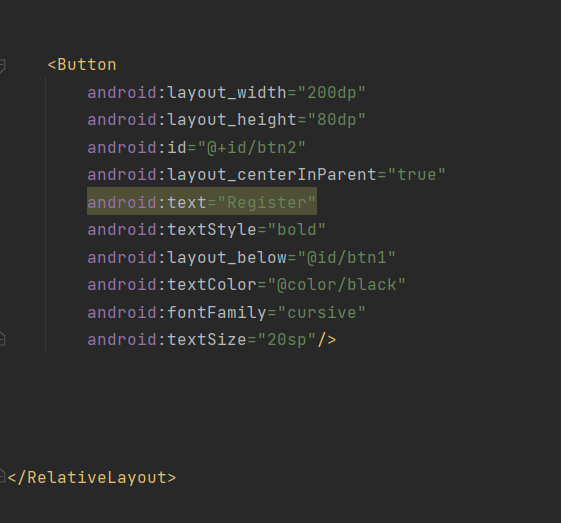 <Button
android:layout_width="200dp"
android:layout_height="80dp"
android:id="@+id/btn2"
android:layout_centerInParent="true"
android:text="Register"
android:textStyle="bold"
android:layout_below="@id/btn1"
android:textColor="@color/black"
android:fontFamily="cursive"
android:textSize="20sp"/>
</RelativeLayout>